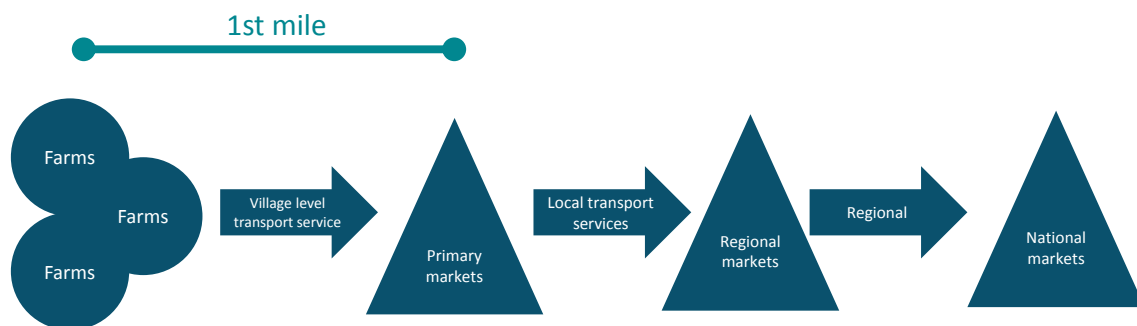 1st mile
Farms
Farms
Farms
Village level
transport service
Primary
markets
Local transport
services
Regional
markets
Regional
National
markets